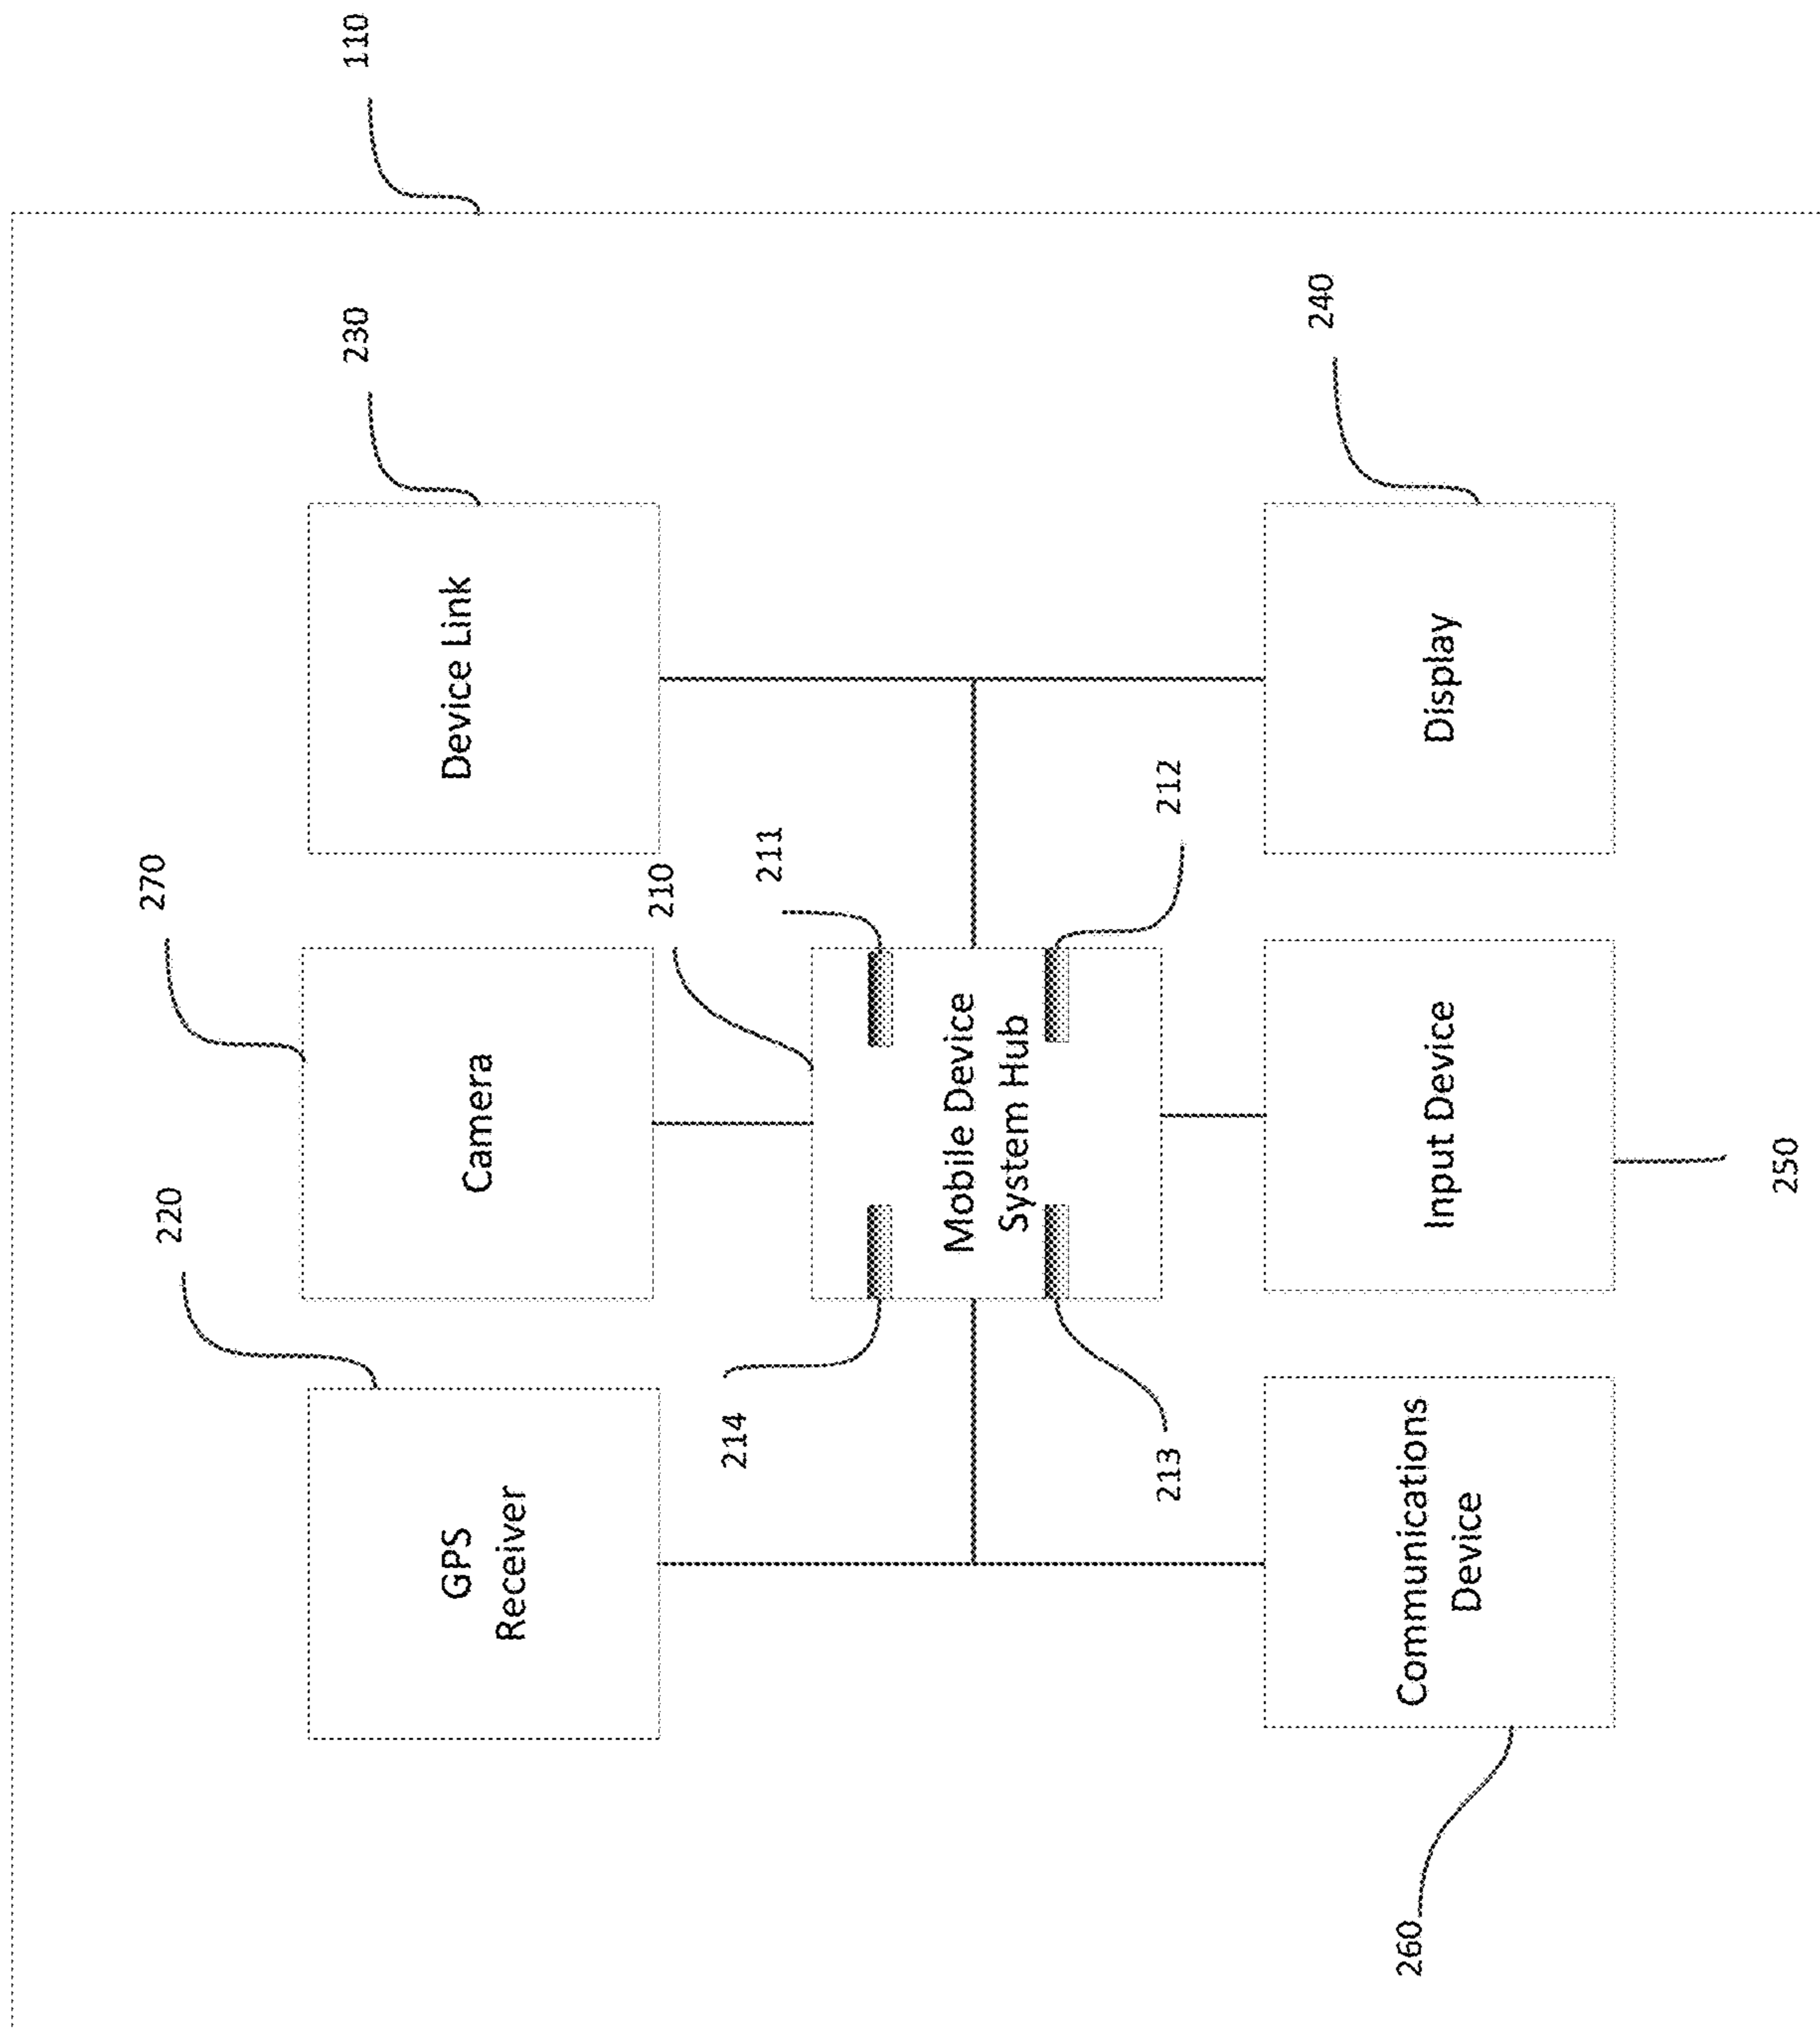 220
270
230
110
GPS
Receiver
Camera
Device Link
210
214
211
Mobile Device
System Hub
213
212
240
260
Communications
Device
Input Device
Display
250